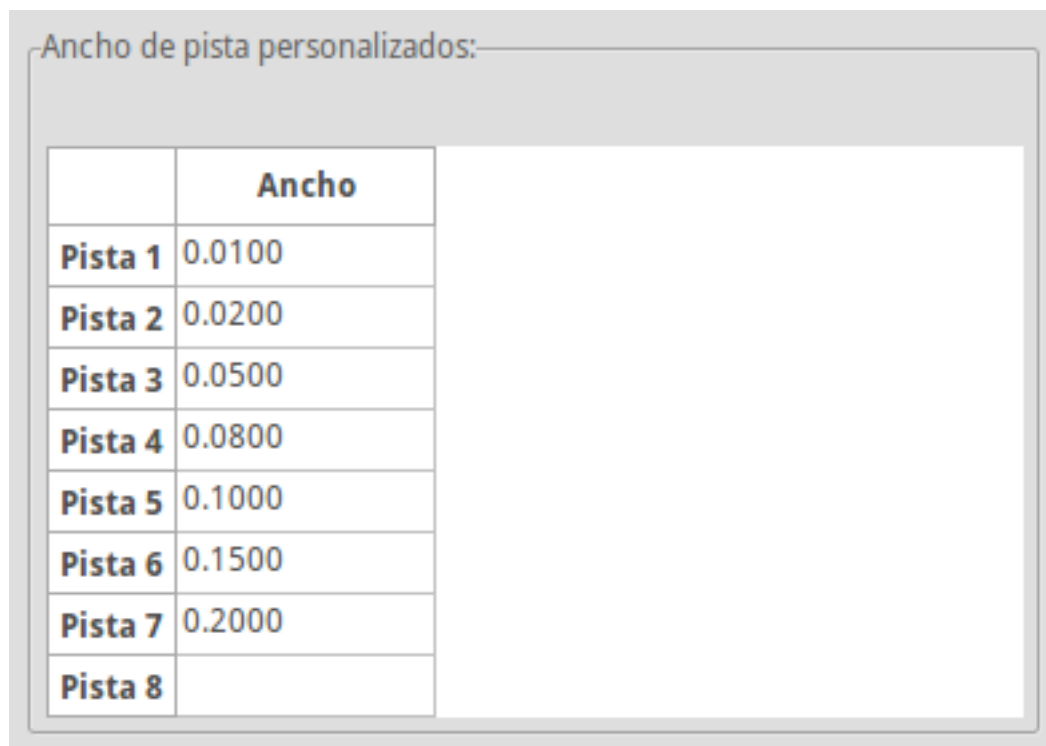 Ancho de pista personalizados:
Ancho
Pista 1 0.0100
Pista 2 0.0200
Pista 3 0.0500
Pista 4 0.0800
Pista 5 0.1000
Pista 6 0.1500
Pista 7 0.2000
Pista 8